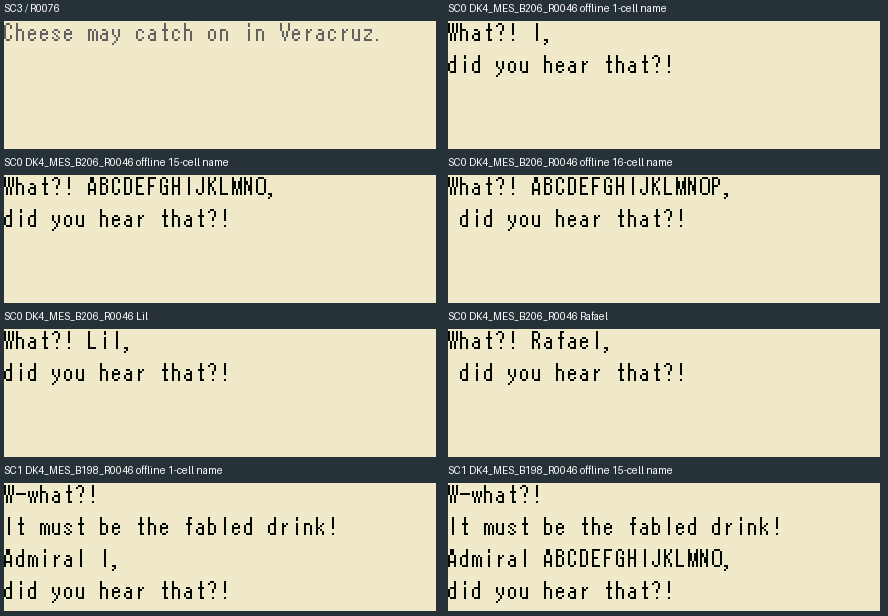 SC3 / R0076
Cheese may catch on in Veracruz.
SC0 DK4_MES_B206_R0046 offline 1-cell name
What?! I,
did you hear that?!
SC0 DK4_MES_B206_R0046 offline 15-cell name
What?! ABCDEFGHIJKLMNO,
did you hear that?!
SC0 DK4_MES_B206_R0046 offline 16-cell name
What?! ABCDEFGHIJKLMNOP,
did you hear that?!
SC0 DK4_MES_B206_R0046 Lil
What?! Lil,
did you hear that?!
SC0 DK4_MES_B206_R0046 Rafael
What?! Rafael,
did you hear that?!
SC1 DK4_MES_B198_R0046 offline 1-cell name
W-what?!
It must be the fabled drink!
Admiral I,
did you hear that?!
SC1 DK4_MES_B198_R0046 offline 15-cell name
W-what?!
It must be the fabled drink!
Admiral ABCDEFGHIJKLMNO,
did you hear that?!